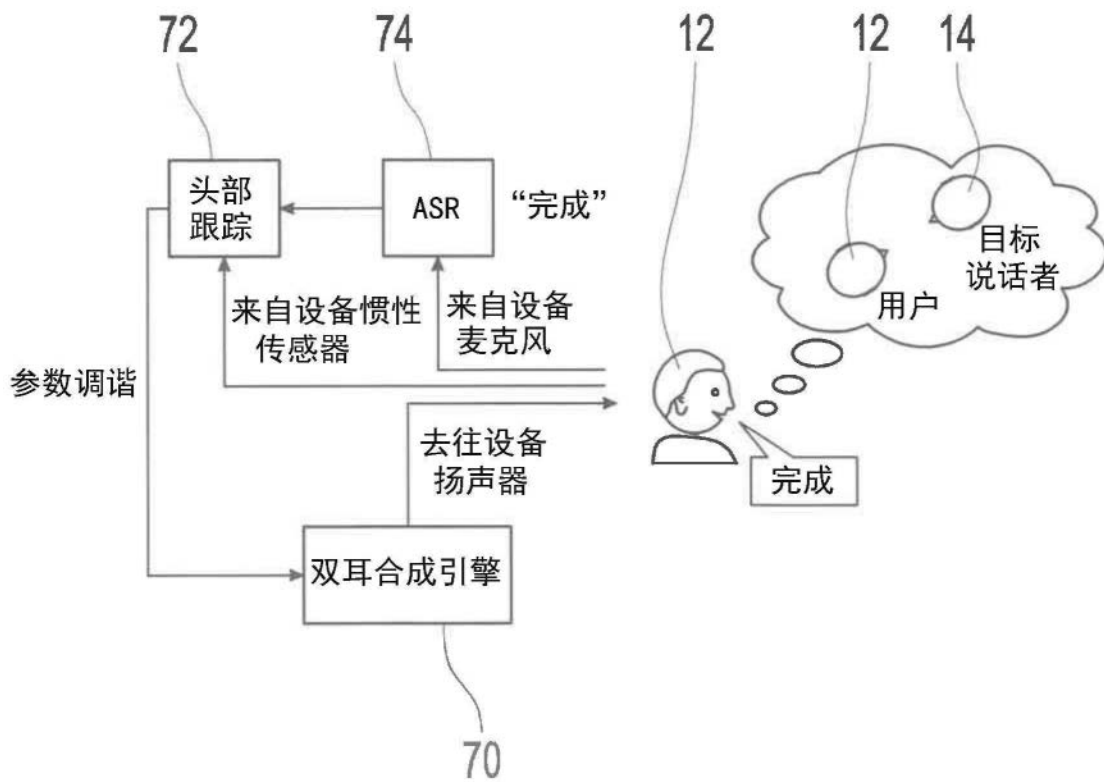 72
74
12
12
14
头部
跟踪
ASR
“完成”
目标
说话者
用户
来自设备惯性
传感器
来自设备
麦克风
参数调谐
去往设备
扬声器
完成
双耳合成引擎
70